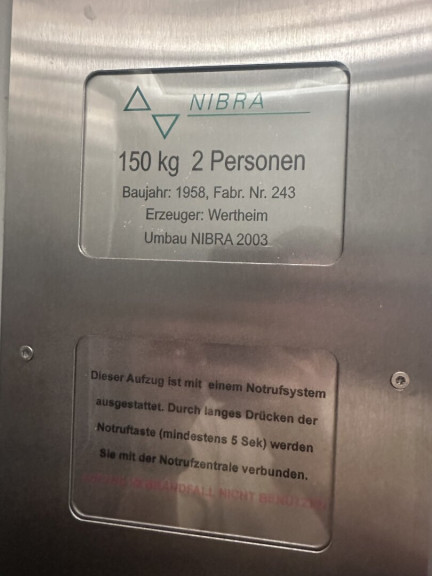 NIBRA
150 kg 2 Personen
Baujahr: 1958, Fabr. Nr. 243
Erzeuger: Wertheim
Umbau NIBRA 2003
Dieser Aufzug ist mit einem Notrufsystem
ausgestattet. Durch langes Drücken der
Notruftaste (mindestens 5 Sek) werden
Sie mit der Notrufzentrale verbunden.
BRANDFALL NICHT BENUTZEN